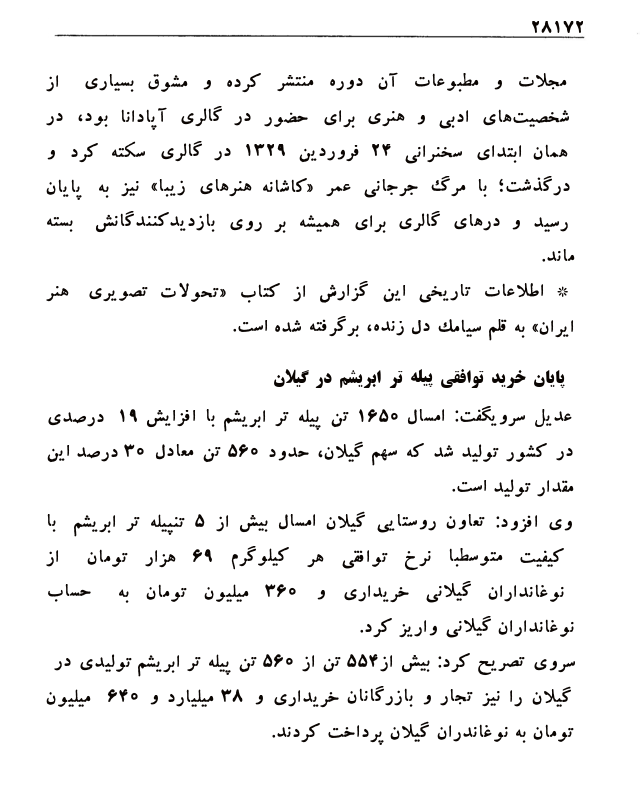 ۲۸۱۷۲
مجلات و مطبوعات آن دوره منتشر کرده و مشوق بسیاری از
شخصیت‌های ادبی و هنری برای حضور در گالری آپادانا بود، در
همان ابتدای سخنرانی ۲۴ فروردین ۱۳۲۹ در گالری سکته کرد و
درگذشت؛ با مرگ جرجانی عمر «کاشانه هنرهای زیبا» نیز به پایان
رسید و درهای گالری برای همیشه بر روی بازدیدکنندگانش بسته
ماند.
* اطلاعات تاریخی این گزارش از کتاب «تحولات تصویری هنر
ایران» به قلم سیامك دل زنده، برگرفته شده است.
پایان خرید توافقی پیله تر ابریشم در گیلان
عدیل سرویگفت: امسال ۱۶۵۰ تن پیله تر ابریشم با افزایش ۱۹ درصدی
در کشور تولید شد که سهم گیلان، حدود ۵۶۰ تن معادل ۳۰ درصد این
مقدار تولید است.
وی افزود: تعاون روستایی گیلان امسال بیش از ۵ تنپیله تر ابریشم با
کیفیت متوسطبا نرخ توافقی هر کیلوگرم ۶۹ هزار تومان از
نوغانداران گیلانی خریداری و ۳۶۰ میلیون تومان به حساب
نوغانداران گیلانی واریز کرد.
سروی تصریح کرد: بیش از۵۵۴ تن از ۵۶۰ تن پیله تر ابریشم تولیدی در
گیلان را نیز تجار و بازرگانان خریداری و ۳۸ میلیارد و ۶۴۰ میلیون
تومان به نوغاندران گیلان پرداخت کردند.